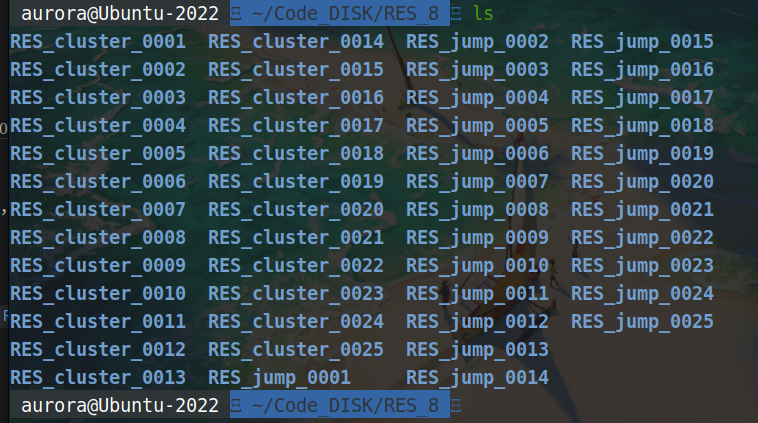 aurora@Ubuntu-2022 ~/Code_DISK/RES_8 ls
RES_cluster_0001 RES_cluster_0014 RES_jump_0002 RES_jump_0015
RES_cluster_0002 RES_cluster_0015 RES_jump_0003 RES_jump_0016
RES_cluster_0003 RES_cluster_0016 RES_jump_0004 RES_jump_0017
RES_cluster_0004 RES_cluster_0017 RES_jump_0005 RES_jump_0018
RES_cluster_0005 RES_cluster_0018 RES_jump_0006 RES_jump_0019
RES_cluster_0006 RES_cluster_0019 RES_jump_0007 RES_jump_0020
RES_cluster_0007 RES_cluster_0020 RES_jump_0008 RES_jump_0021
RES_cluster_0008 RES_cluster_0021 RES_jump_0009 RES_jump_0022
RES_cluster_0009 RES_cluster_0022 RES_jump_0010 RES_jump_0023
RES_cluster_0010 RES_cluster_0023 RES_jump_0011 RES_jump_0024
RES_cluster_0011 RES_cluster_0024 RES_jump_0012 RES_jump_0025
RES_cluster_0012 RES_cluster_0025 RES_jump_0013
RES_cluster_0013 RES_jump_0001 RES_jump_0014
aurora@Ubuntu-2022 ~/Code_DISK/RES_8